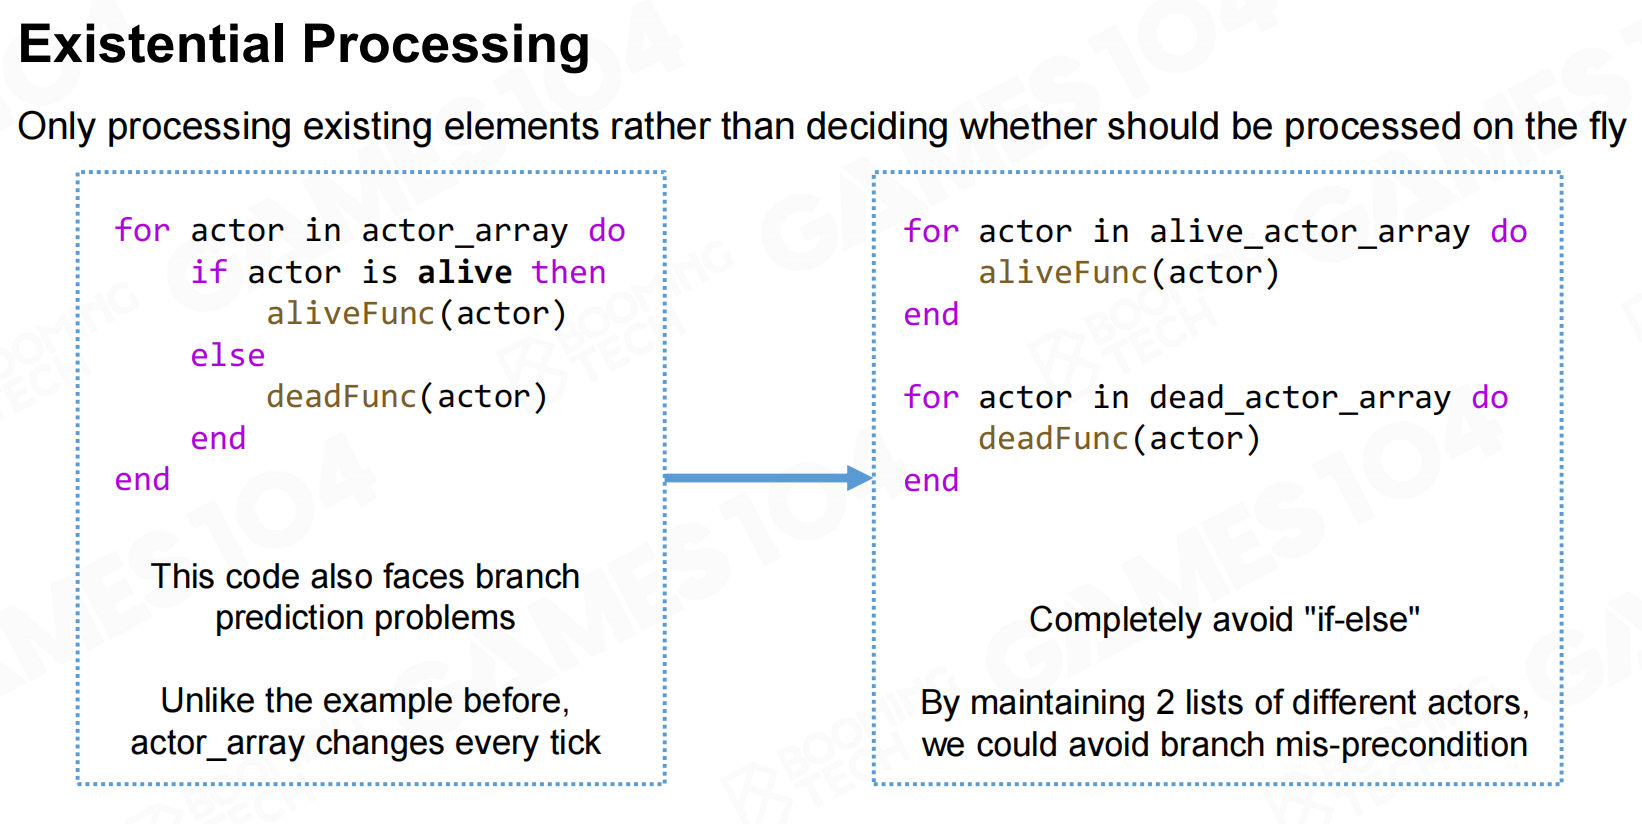 Existential Processing
Only processing existing elements rather than deciding whether should be processed on the fly
for actor in actor_array do
if actor is alive then
aliveFunc(actor)
else
deadFunc(actor)
end
end
This code also faces branch
prediction problems
Unlike the example before,
actor_array changes every tick
for actor in alive_actor_array do
aliveFunc(actor)
end
for actor in dead_actor_array do
deadFunc(actor)
end
Completely avoid "if-else"
By maintaining 2 lists of different actors,
we could avoid branch mis-precondition
GAMES104
BOOMING
TECH